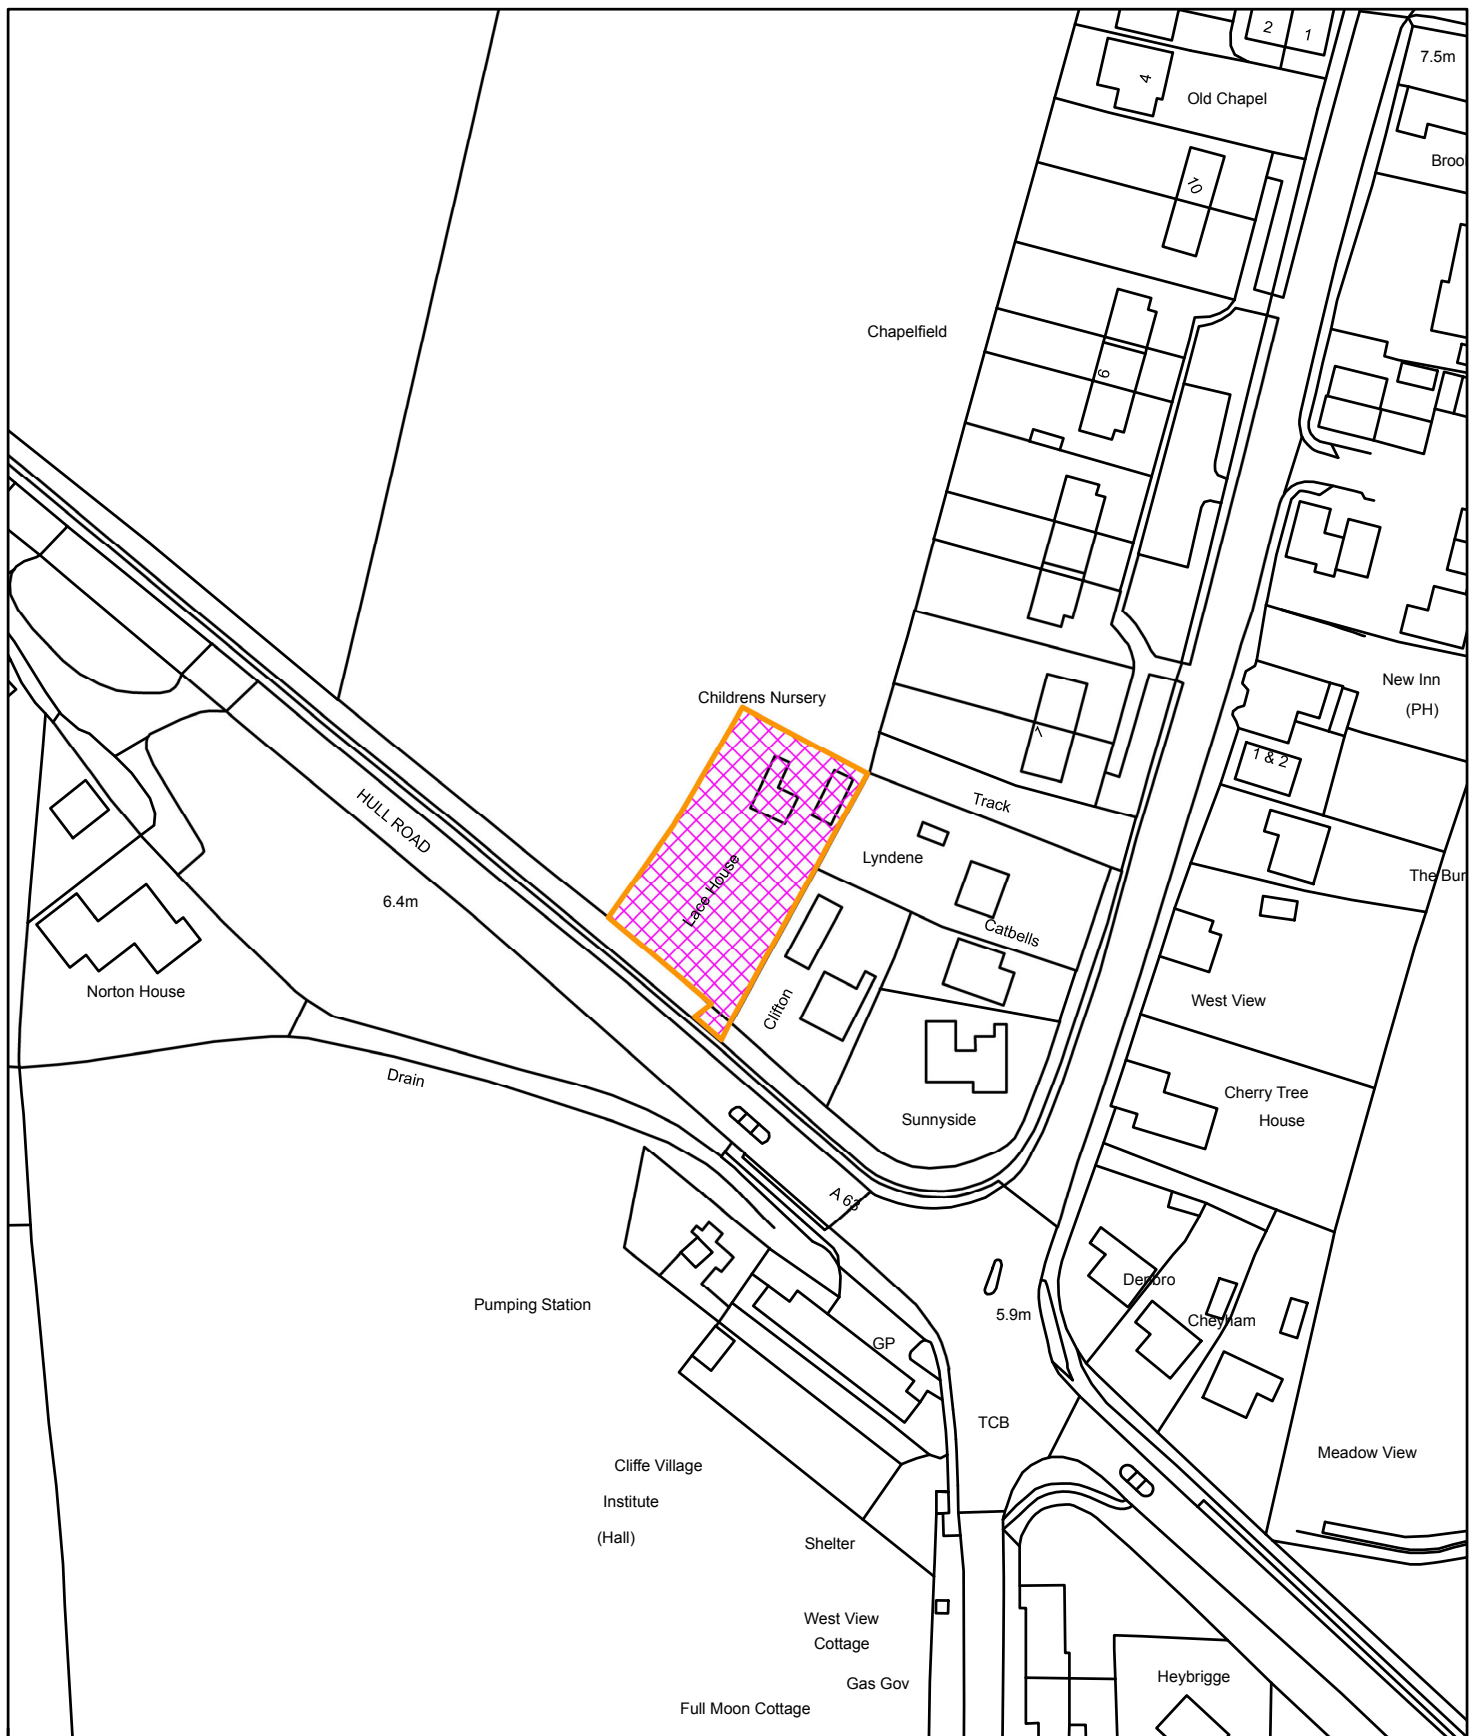 2
1
7.5m
4
Old Chapel
Broo
10
Chapelfield
6
New Inn
(PH)
Childrens Nursery
7
1 & 2
Track
HULL ROAD
Lyndene
Lace House
The Bur
6.4m
Catbells
Norton House
West View
Clifton
Drain
Cherry Tree
House
Sunnyside
A 63
Denbro
Pumping Station
5.9m
Cheyham
GP
TCB
Meadow View
Cliffe Village
Institute
(Hall)
Shelter
West View
Cottage
Gas Gov
Heybrigge
Full Moon Cottage